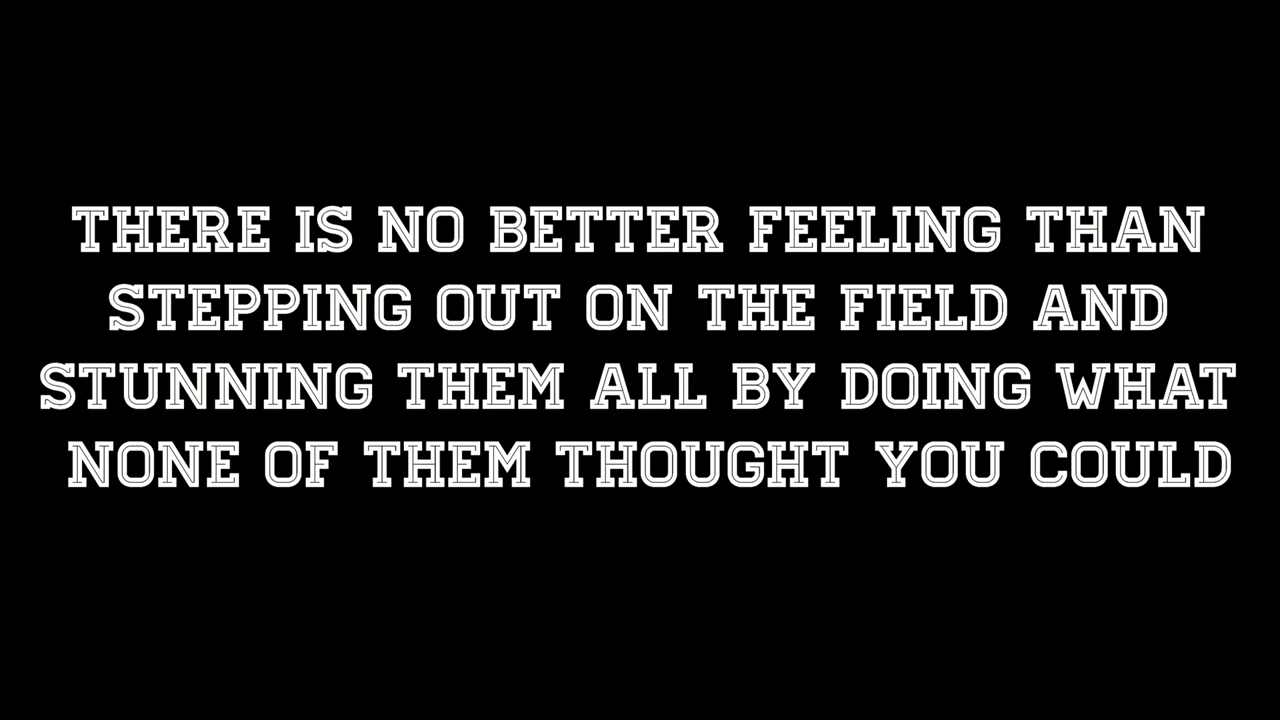 THERE IS NO BETTER FEELING THAN
STEPPING OUT ON THE FIELD AND
STUNNING THEM ALL BY DOING WHAT
NONE OF THEM THOUGHT YOU COULD